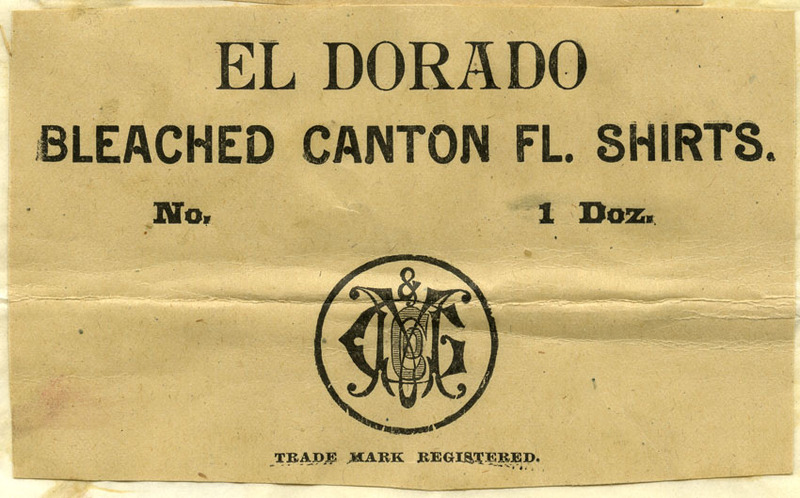 EL DORADO
BLEACHED CANTON FL. SHIRTS.
No. 1 Doz.
&
TRADE MARK REGISTERED.